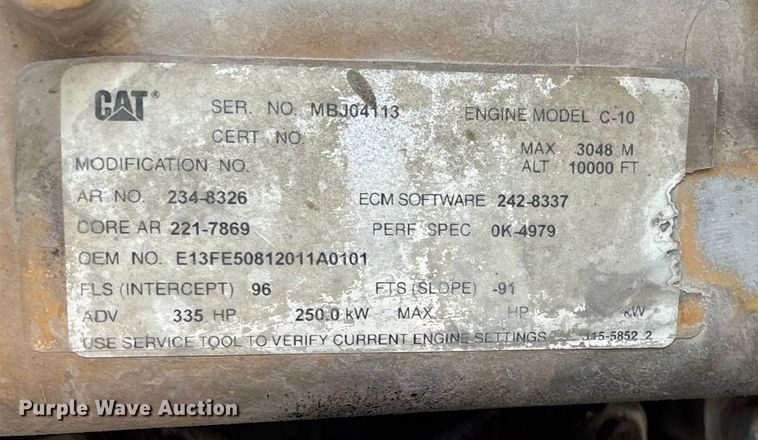 CAT® SER. NO. MBJ04113 ENGINE MODEL C-10
CERT NO.
MAX 3048 M
MODIFICATION NO. ALT 10000 FT
AR NO. 234-8326 ECM SOFTWARE 242-8337
CORE AR 221-7869 PERF SPEC 0K-4979
OEM NO. E13FE50812011A0101
FLS (INTERCEPT) 96 FTS (SLOPE) -91
ADV 335 HP 250.0 kW MAX. HP kW
USE SERVICE TOOL TO VERIFY CURRENT ENGINE SETTINGS 115-5852 2
Purple Wave Auction